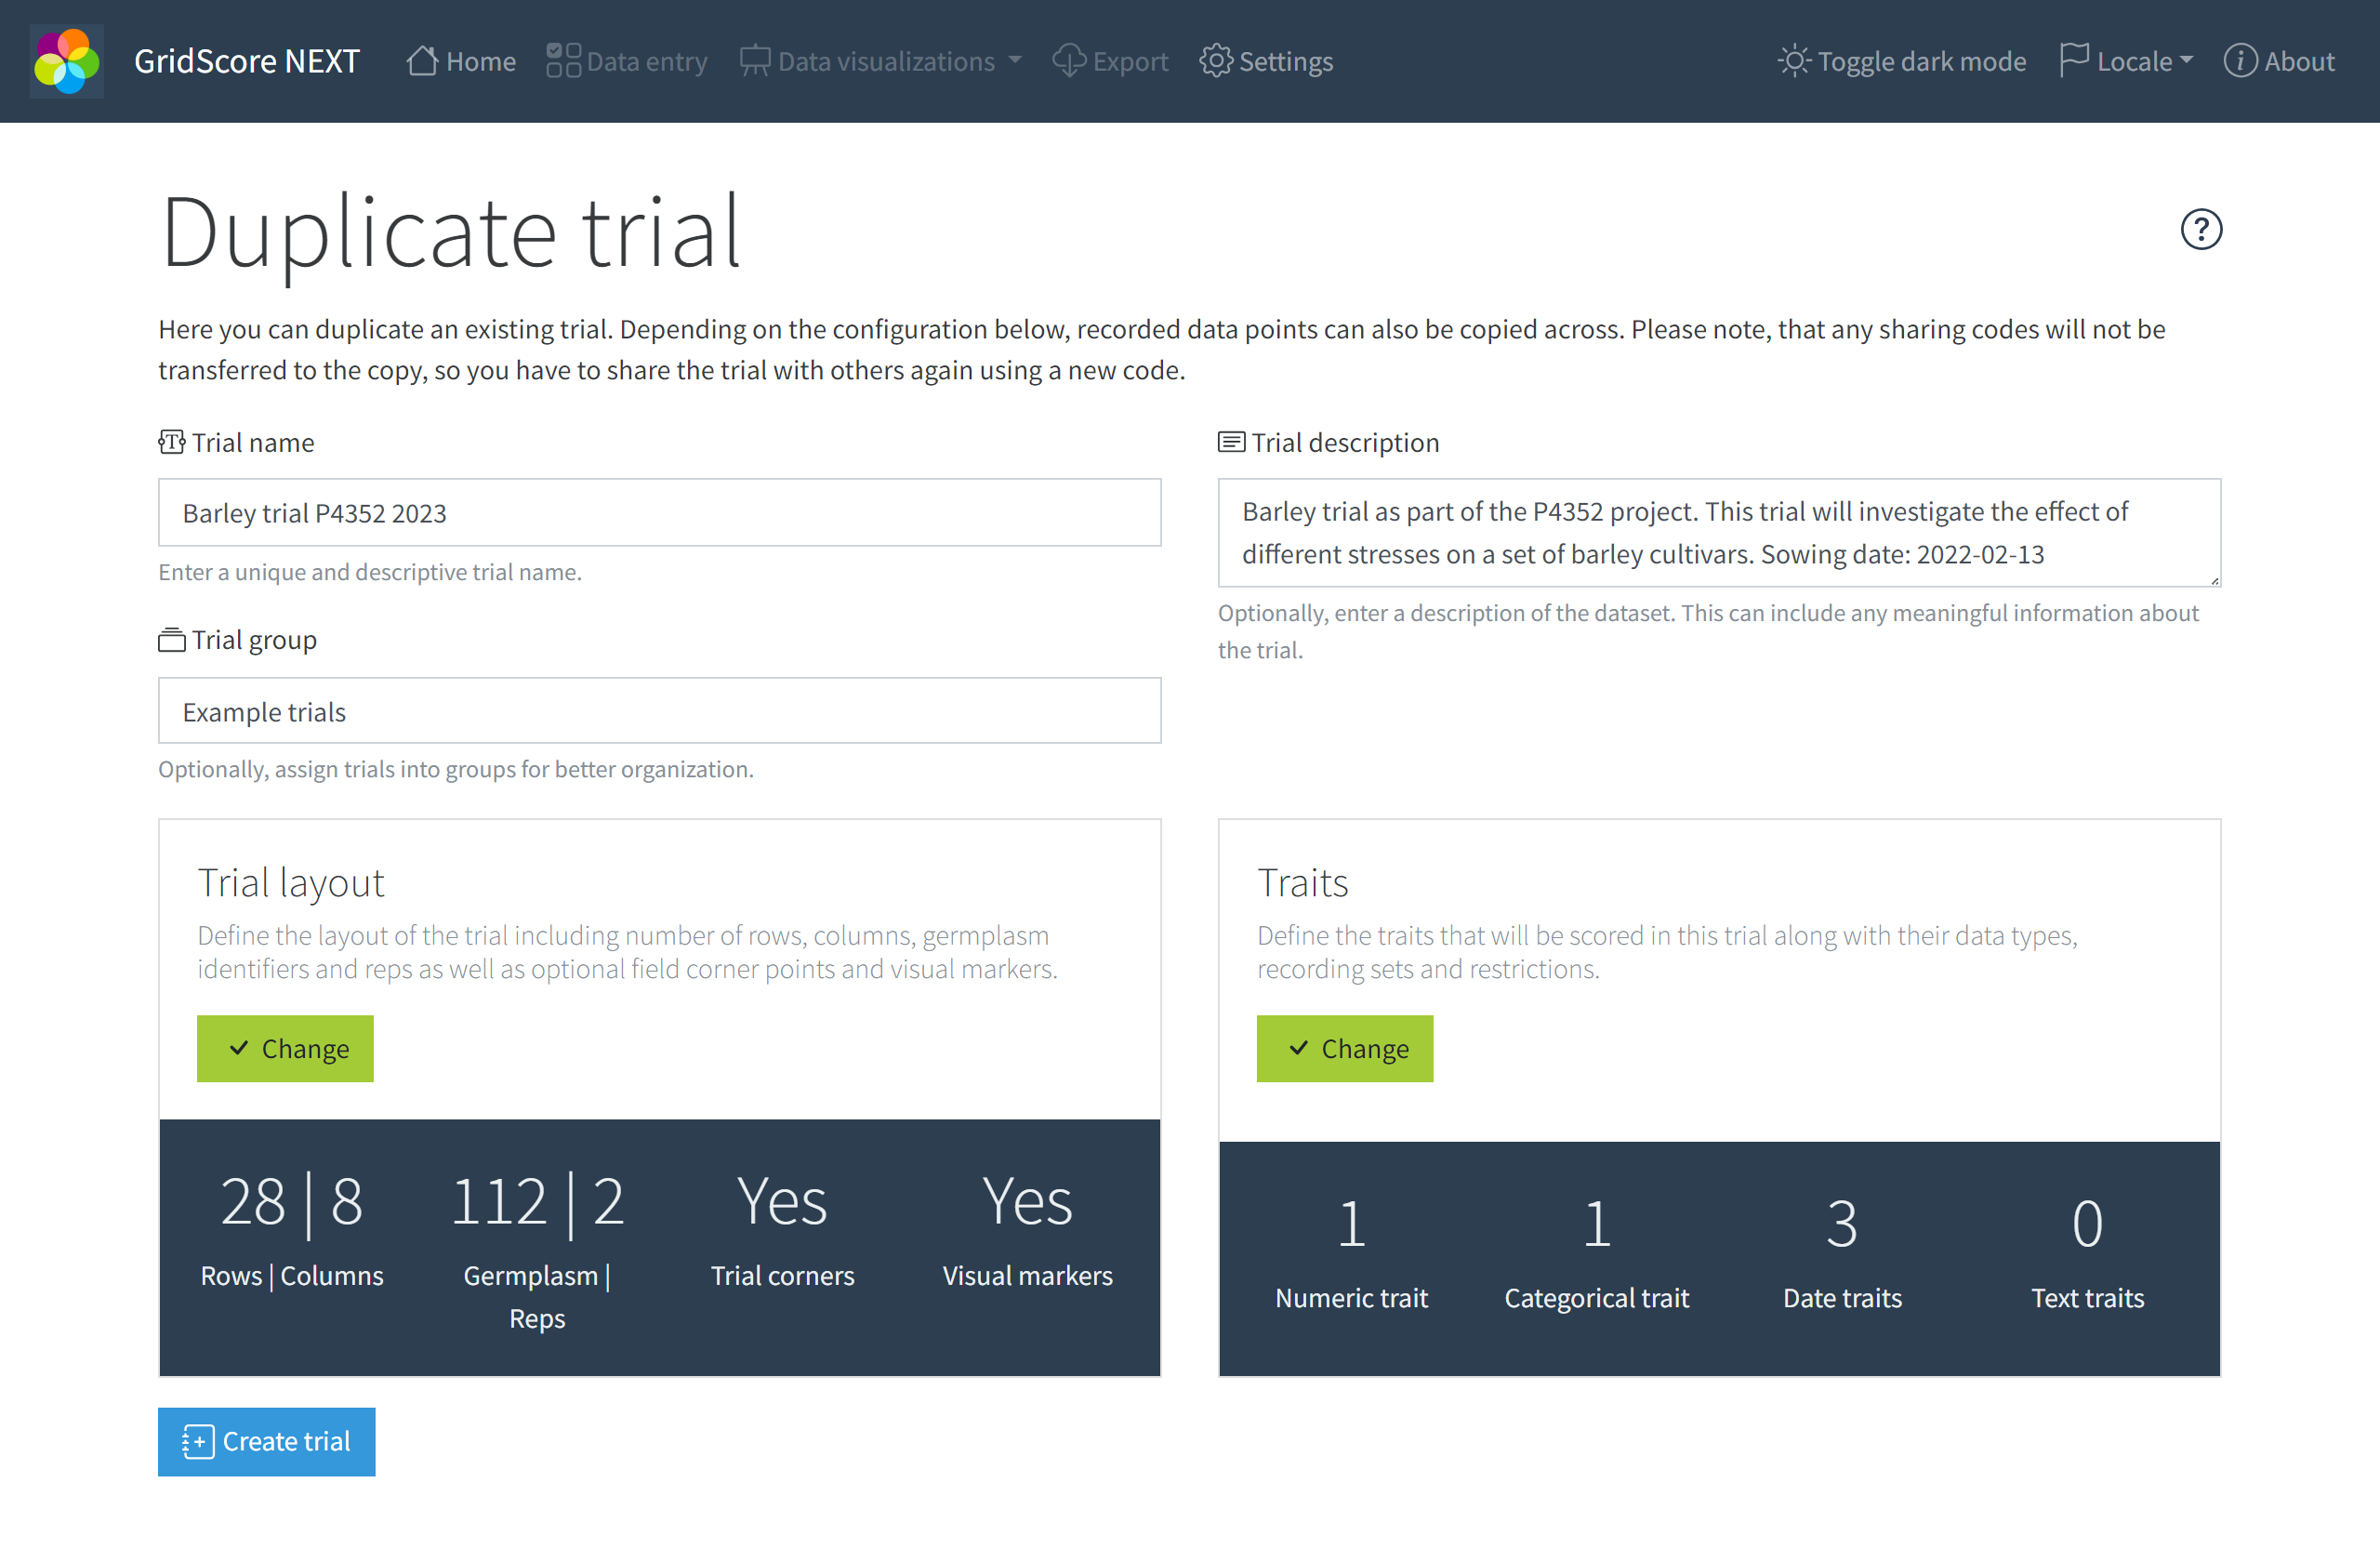 GridScore NEXT Home Data entry Data visualizations Export Settings Toggle dark mode Locale About
Duplicate trial
Here you can duplicate an existing trial. Depending on the configuration below, recorded data points can also be copied across. Please note, that any sharing codes will not be
transferred to the copy, so you have to share the trial with others again using a new code.
Trial name
Barley trial P4352 2023
Enter a unique and descriptive trial name.
Trial group
Example trials
Optionally, assign trials into groups for better organization.
Trial description
Barley trial as part of the P4352 project. This trial will investigate the effect of
different stresses on a set of barley cultivars. Sowing date: 2022-02-13
Optionally, enter a description of the dataset. This can include any meaningful information about
the trial.
Trial layout
Define the layout of the trial including number of rows, columns, germplasm
identifiers and reps as well as optional field corner points and visual markers.
Change
28 | 8 112 | 2 Yes Yes
Rows | Columns Germplasm | Trial corners Visual markers
Reps
Traits
Define the traits that will be scored in this trial along with their data types,
recording sets and restrictions.
Change
1 1 3 0
Numeric trait Categorical trait Date traits Text traits
Create trial